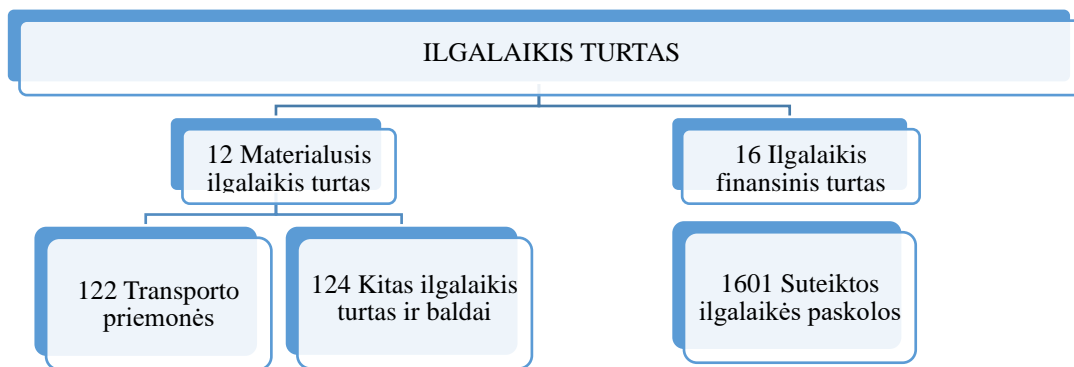 ILGALAIKIS TURTAS
12 Materialusis
ilgalaikis turtas
16 Ilgalaikis
finansinis turtas
122 Transporto
priemonės
124 Kitas ilgalaikis
turtas ir baldai
1601 Suteiktos
ilgalaikės paskolos